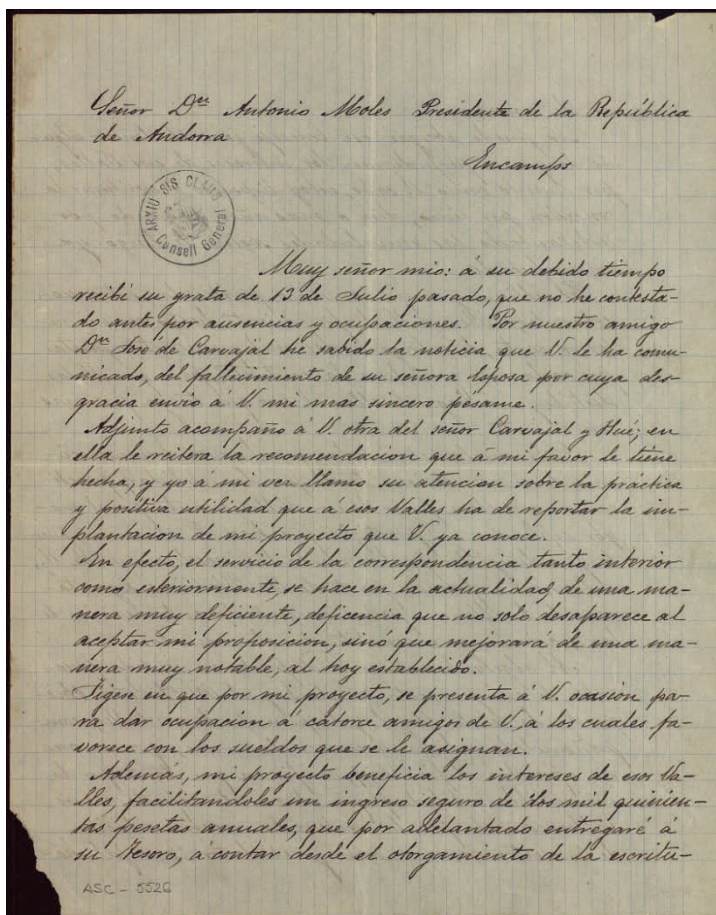 Señor Dⁿ Antonio Moles Presidente de la República
de Andorra
Encamps
ARXIU SIS CLAUS
Consell General
Muy señor mio: á su debido tiempo
recibi su grata de 13 de Julio pasado, que no he contesta-
do antes por ausencias y ocupaciones. Por nuestro amigo
Dⁿ José de Carvajal he sabido la noticia que V. le ha comu-
nicado, del fallecimiento de su señora Esposa por cuya des-
gracia envio á V. mi mas sincero pésame.
Adjunto acompaño á V. otra del señor Carvajal y Hué; en
ella le reitera la recomendacion que á mi favor le tiene
hecha, y yo á mi vez llamo su atencion sobre la práctica
y positiva utilidad que á esos Valles ha de reportar la im-
plantacion de mi proyecto que V. ya conoce.
En efecto, el servicio de la correspondencia tanto interior
como esteriormente, se hace en la actualidad, de una ma-
nera muy deficiente, deficencia que no solo desaparece al
aceptar mi proposicion, sinó que mejorará de una ma-
nera muy notable, al hoy establecido.
Fijese en que por mi proyecto, se presenta á V. ocasion pa-
ra dar ocupacion a catorce amigos de V., á los cuales fa-
vorece con los sueldos que se le asignan.
Además, mi proyecto beneficia los intereses de esos Va-
lles, facilitandoles un ingreso seguro de dos mil quinien-
tas pesetas anuales, que por adelantado entregaré á
su Tesoro, á contar desde el otorgamiento de la escritu-
ASC - 5526